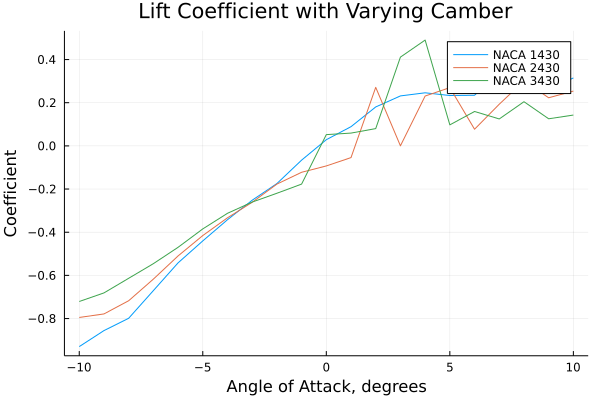 Lift Coefficient with Varying Camber
NACA 1430
NACA 2430
NACA 3430
0.4
0.2
0.0
−0.2
−0.4
−0.6
−0.8
Coefficient
−10
−5
0
5
10
Angle of Attack, degrees